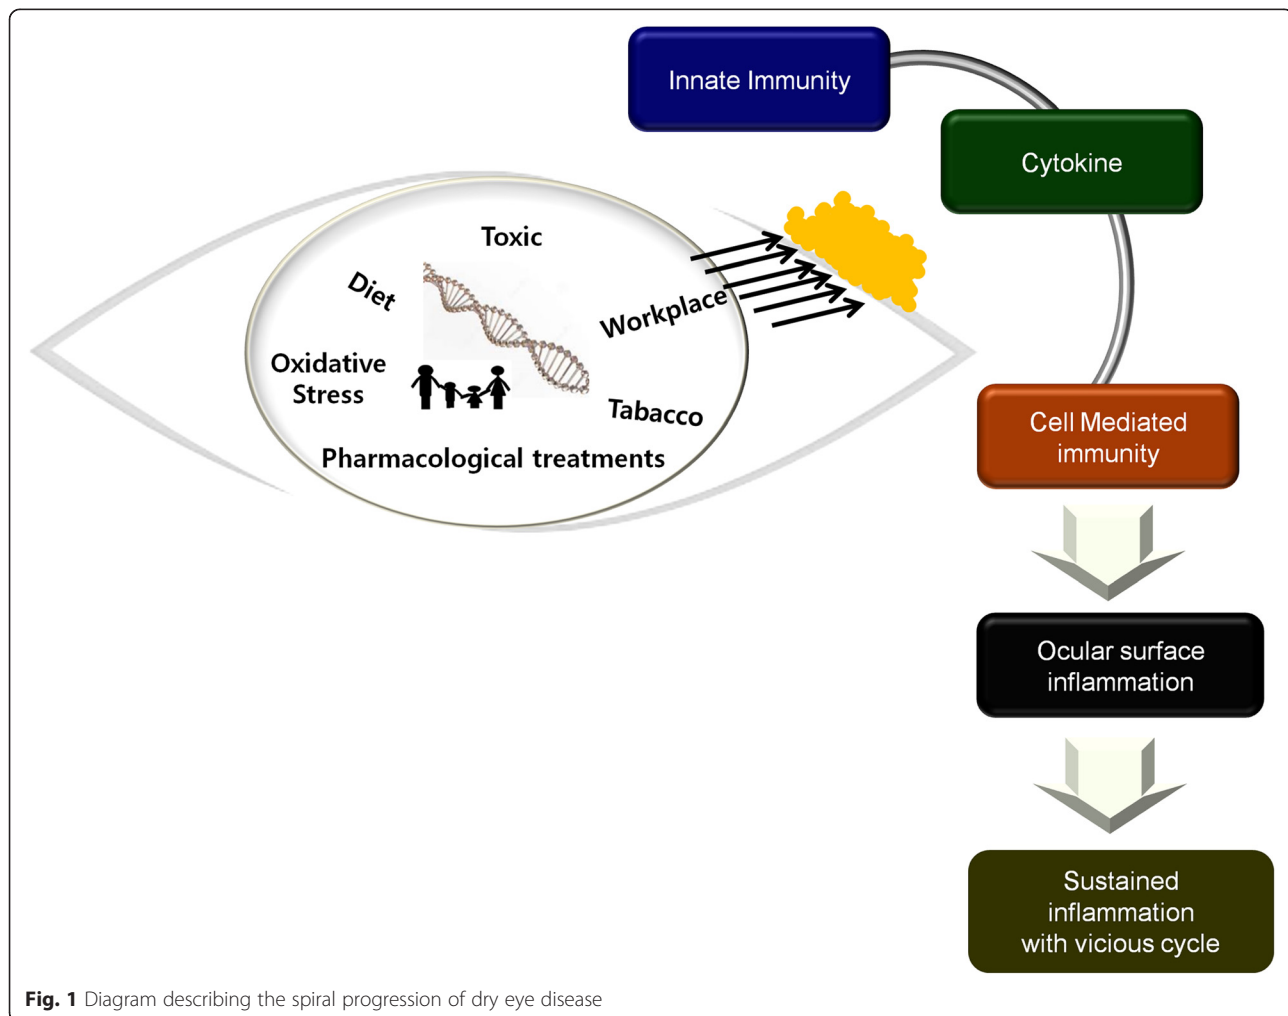 Innate Immunity
Cytokine
Toxic
Diet
Workplace
Oxidative
Stress
Tabacco
Pharmacological treatments
Cell Mediated
immunity
Ocular surface
inflammation
Sustained
inflammation
with vicious cycle
Fig. 1 Diagram describing the spiral progression of dry eye disease